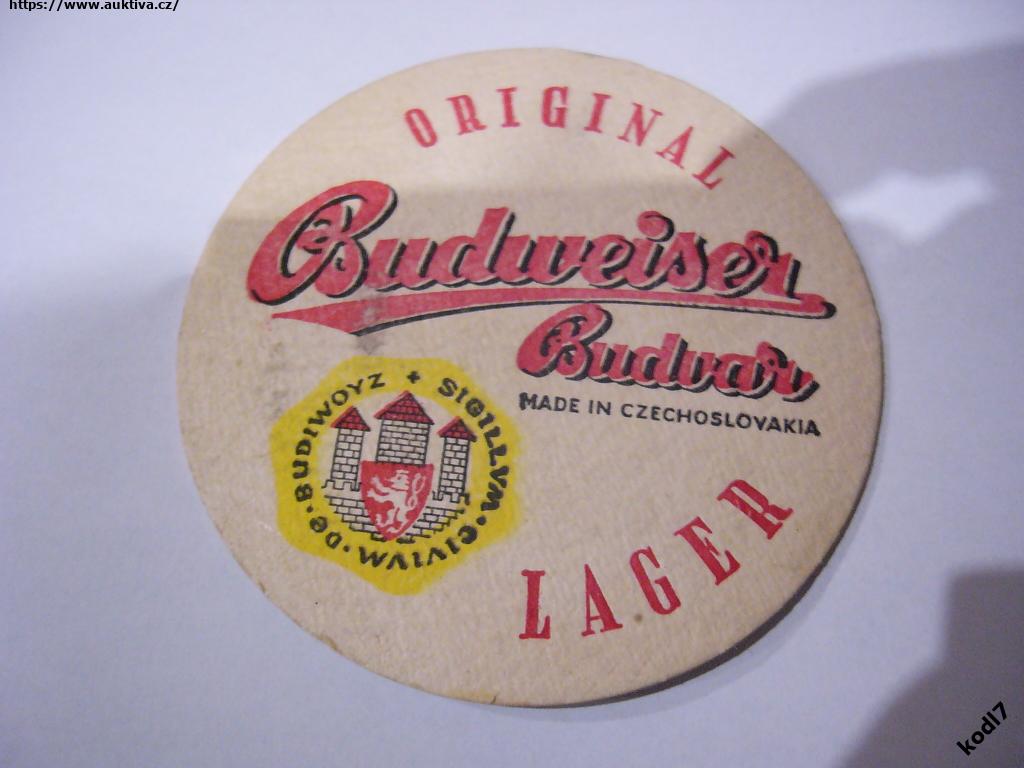 https://www.auktiva.cz/
ORIGINAL
Budweiser
Budvar
MADE IN CZECHOSLOVAKIA
+ SIGILLVM · CIVIVM · DE · BUDIWOYZ
LAGER
kodl7